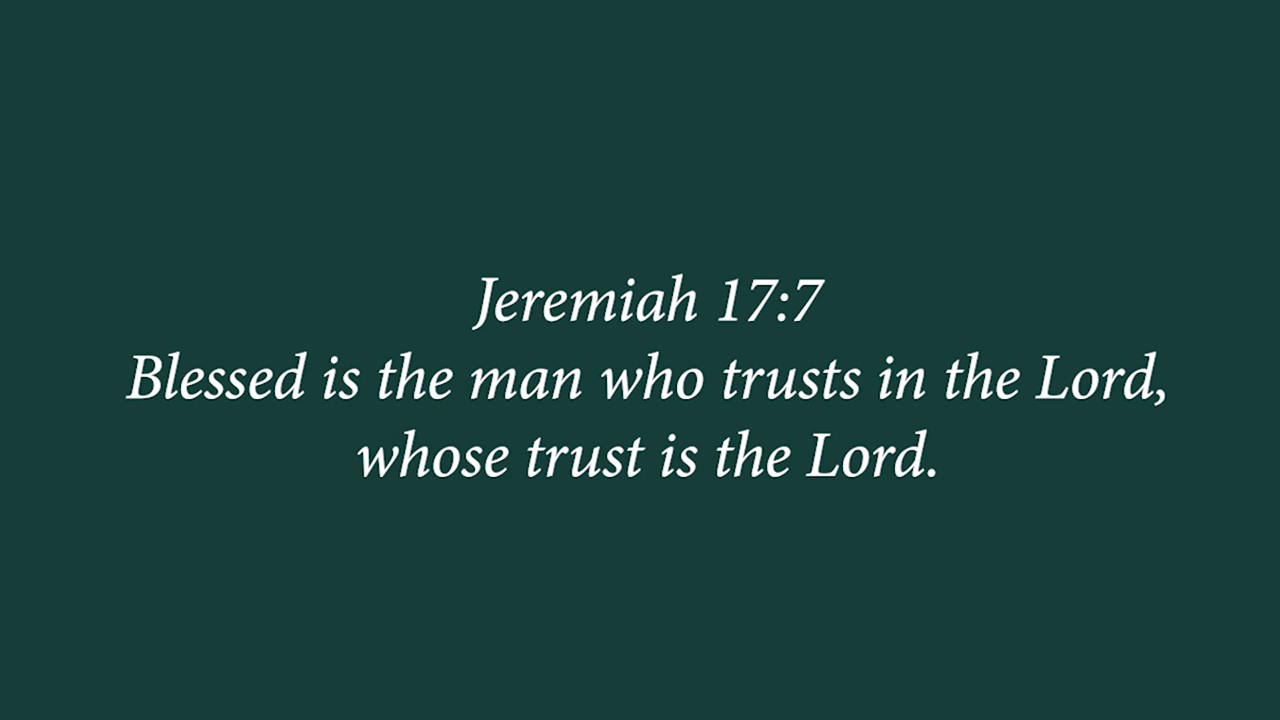 Jeremiah 17:7
Blessed is the man who trusts in the Lord,
whose trust is the Lord.